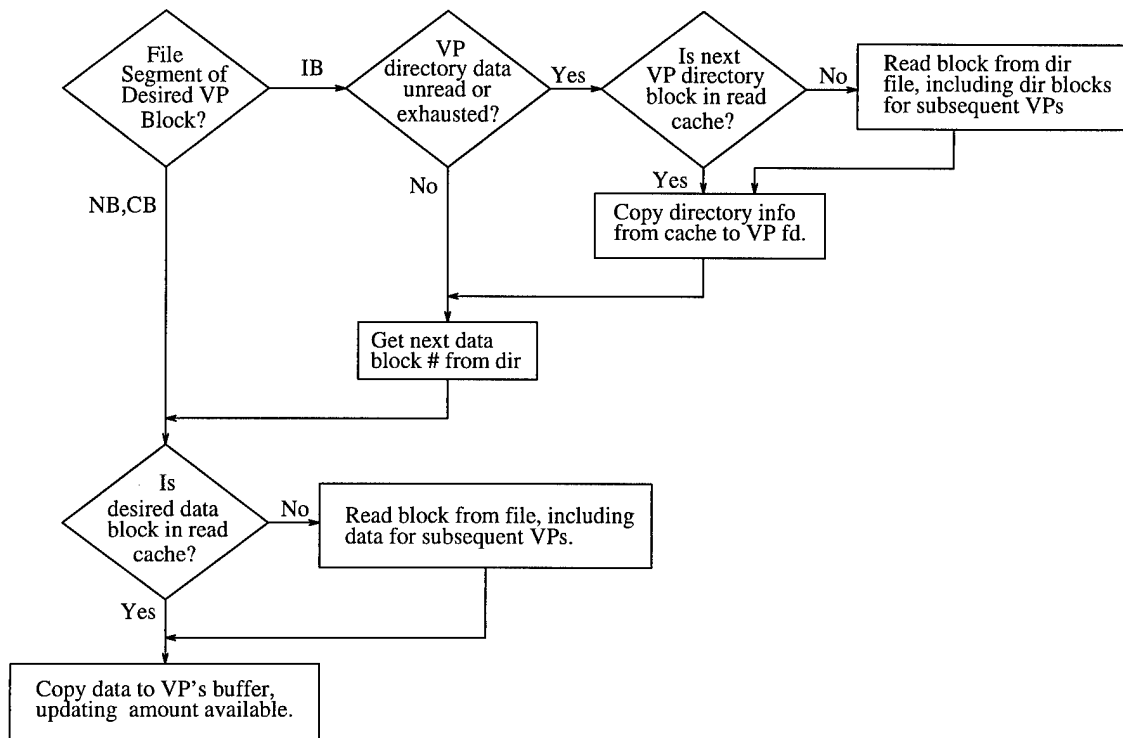 File
Segment of
Desired VP
Block?
IB
VP
directory data
unread or
exhausted?
Yes
Is next
VP directory
block in read
cache?
No
Read block from dir
file, including dir blocks
for subsequent VPs
NB,CB
No
Yes
Copy directory info
from cache to VP fd.
Get next data
block # from dir
Is
desired data
block in read
cache?
No
Read block from file, including
data for subsequent VPs.
Yes
Copy data to VP's buffer,
updating amount available.